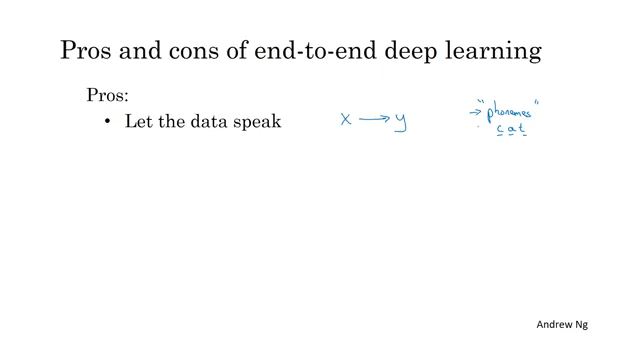 Pros and cons of end-to-end deep learning
Pros:
• Let the data speak
x → y
→ "phonemes"
c a t
Andrew Ng